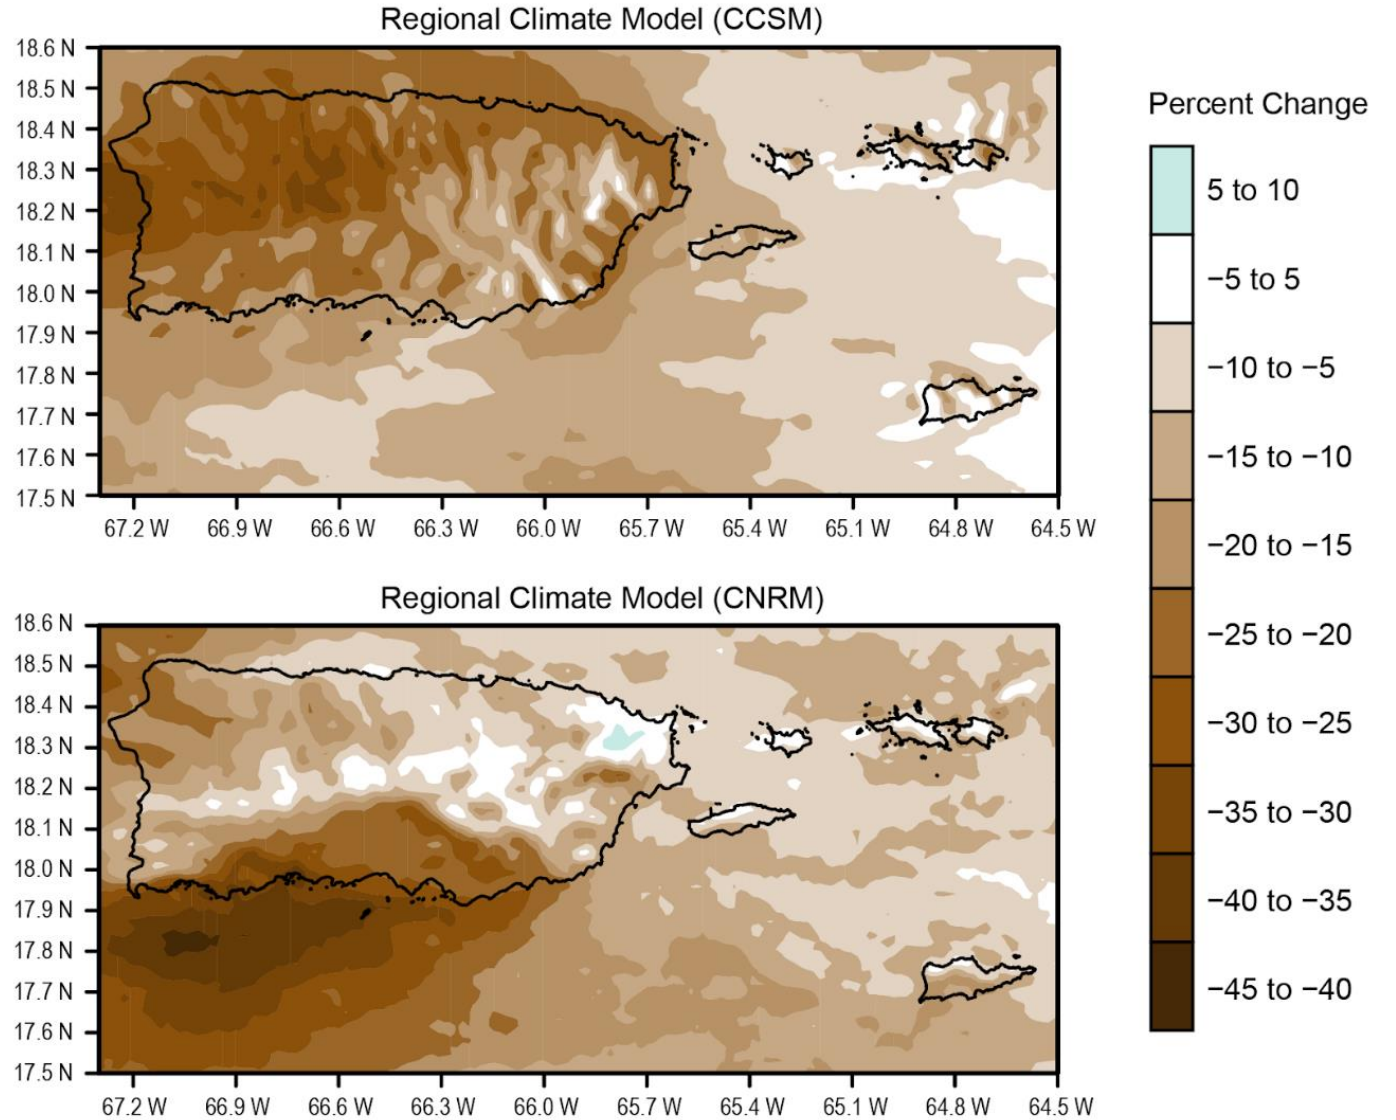 Regional Climate Model (CCSM)
18.6 N
18.5 N
18.4 N
18.3 N
18.2 N
18.1 N
18.0 N
17.9 N
17.8 N
17.7 N
17.6 N
17.5 N
67.2 W 66.9 W 66.6 W 66.3 W 66.0 W 65.7 W 65.4 W 65.1 W 64.8 W 64.5 W
Regional Climate Model (CNRM)
18.6 N
18.5 N
18.4 N
18.3 N
18.2 N
18.1 N
18.0 N
17.9 N
17.8 N
17.7 N
17.6 N
17.5 N
67.2 W 66.9 W 66.6 W 66.3 W 66.0 W 65.7 W 65.4 W 65.1 W 64.8 W 64.5 W
Percent Change
5 to 10
−5 to 5
−10 to −5
−15 to −10
−20 to −15
−25 to −20
−30 to −25
−35 to −30
−40 to −35
−45 to −40